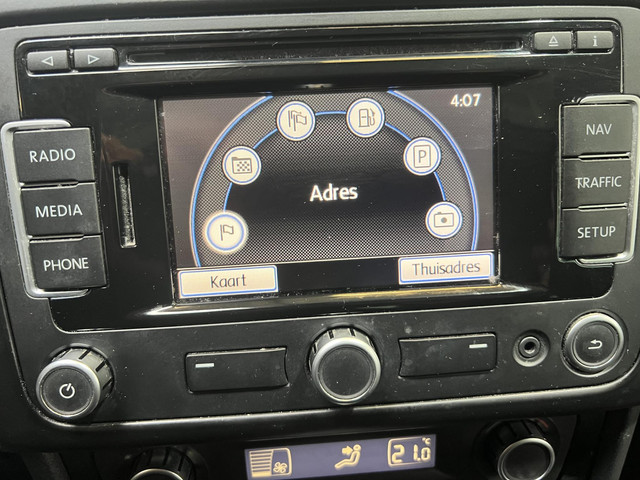 i
4:07
RADIO
NAV
P
MEDIA
Adres
TRAFFIC
PHONE
SETUP
Kaart
Thuisadres
21.0 °C